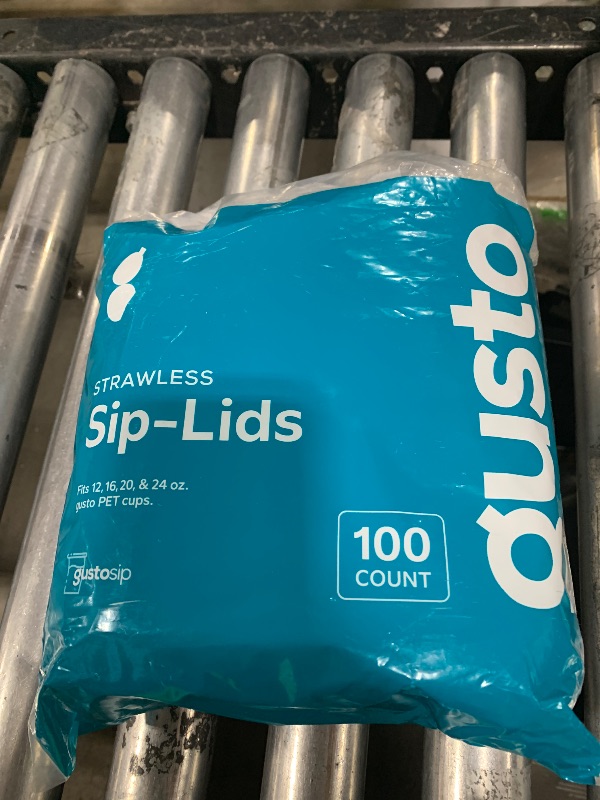 gusto
STRAWLESS
Sip-Lids
Fits 12, 16, 20, & 24 oz.
gusto PET cups.
100
COUNT
gustosip